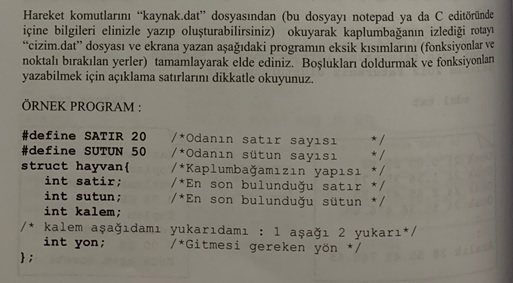 Hareket komutlarını “kaynak.dat” dosyasından (bu dosyayı notepad ya da C editöründe
içine bilgileri elinizle yazıp oluşturabilirsiniz) okuyarak kaplumbağanın izlediği rotayı
“cizim.dat” dosyası ve ekrana yazan aşağıdaki programın eksik kısımlarını (fonksiyonlar ve
noktalı bırakılan yerler) tamamlayarak elde ediniz. Boşlukları doldurmak ve fonksiyonları
yazabilmek için açıklama satırlarını dikkatle okuyunuz.
ÖRNEK PROGRAM :
#define SATIR 20 /*Odanın satır sayısı */
#define SUTUN 50 /*Odanın sütun sayısı */
struct hayvan{ /*Kaplumbağamızın yapısı */
int satir; /*En son bulunduğu satır */
int sutun; /*En son bulunduğu sütun */
int kalem;
/* kalem aşağıdamı yukarıdamı : 1 aşağı 2 yukarı*/
int yon; /*Gitmesi gereken yön */
};